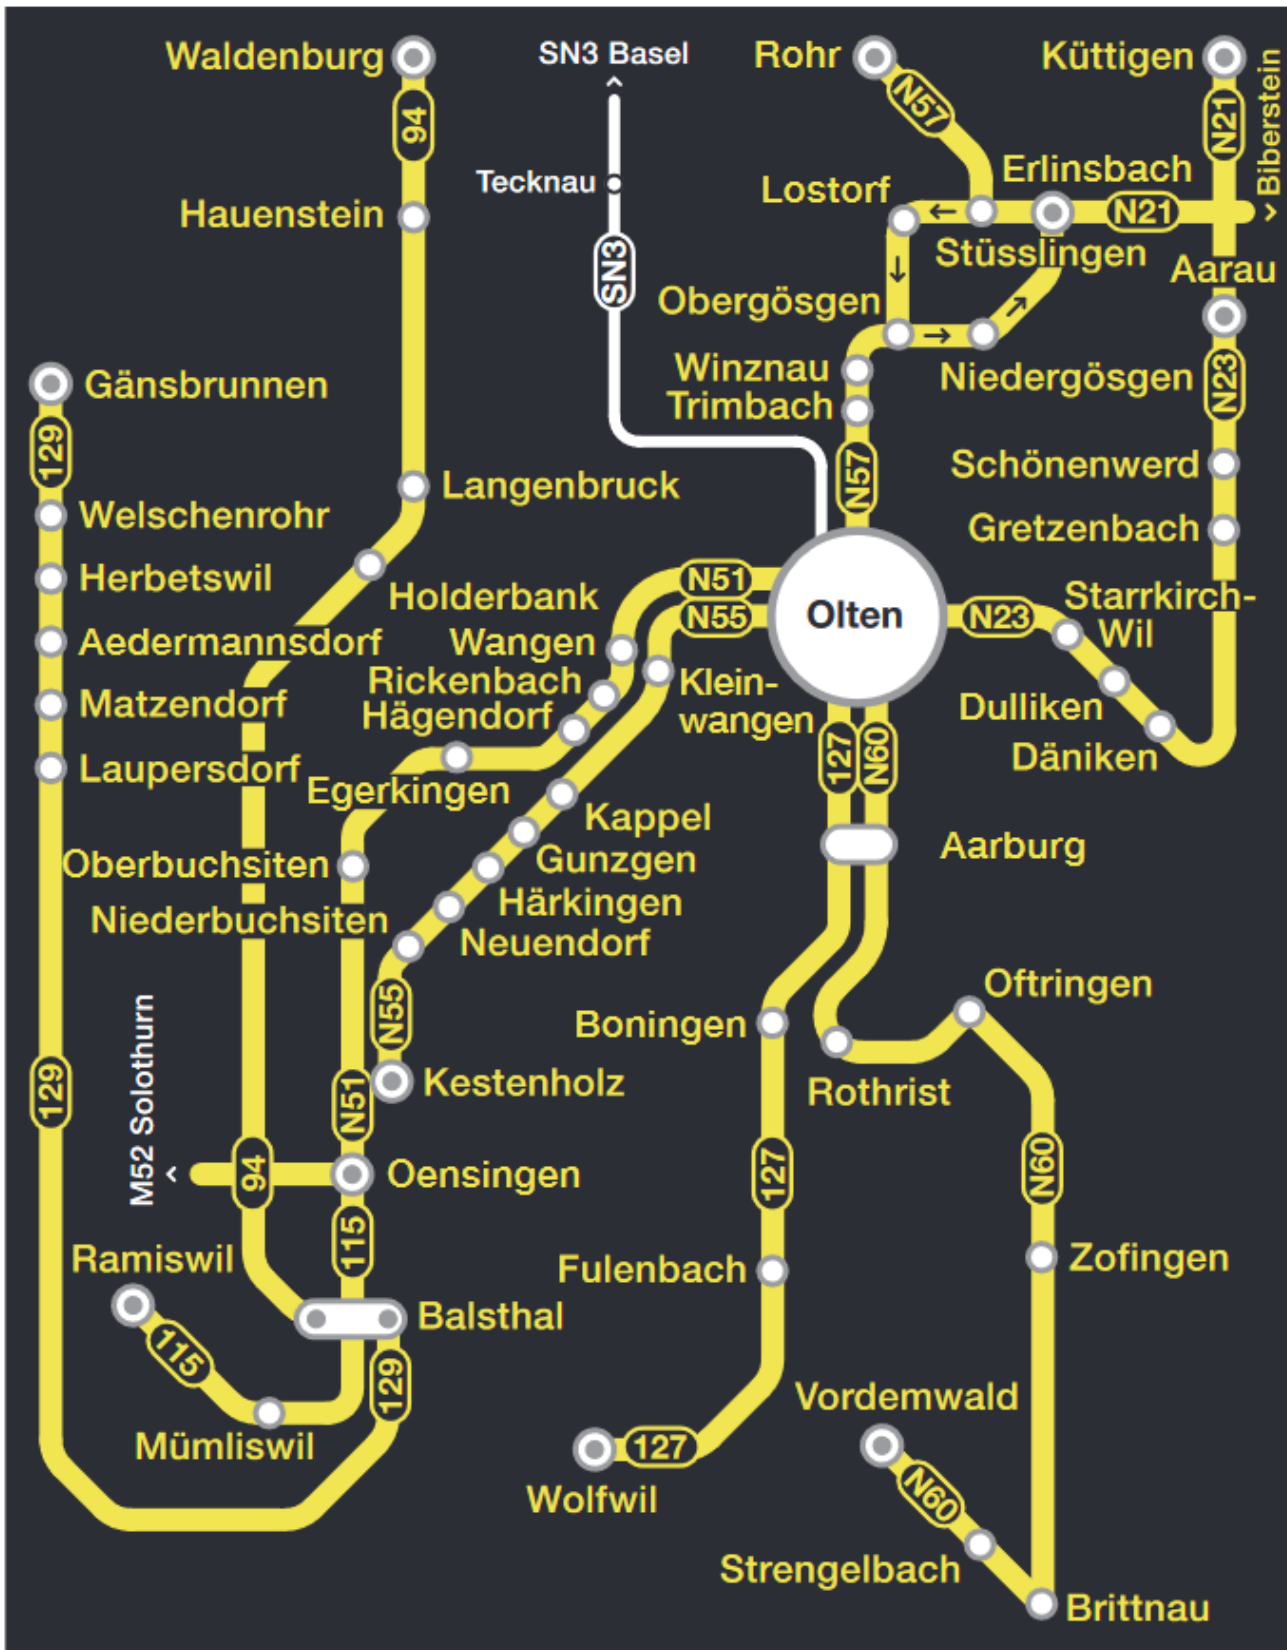 Waldenburg
SN3 Basel
Rohr
Küttigen
Biberstein
94
N57
N21
Tecknau
Erlinsbach
Lostorf
Hauenstein
N21
SN3
Stüsslingen
Aarau
Obergösgen
Winznau
Niedergösgen
N23
Gänsbrunnen
Trimbach
129
N57
Schönenwerd
Langenbruck
Welschenrohr
Gretzenbach
Herbetswil
N51
Holderbank
N55
Olten
N23
Starrkirch-
Wil
Aedermannsdorf
Wangen
Rickenbach
Klein-
wangen
Matzendorf
Hägendorf
Dulliken
Däniken
Laupersdorf
127
N60
Egerkingen
Kappel
Oberbuchsiten
Gunzgen
Aarburg
Niederbuchsiten
Härkingen
Neuendorf
Oftringen
M52 Solothurn
N55
Boningen
129
N51
Kestenholz
Rothrist
94
Oensingen
127
N60
115
Ramiswil
Fulenbach
Zofingen
Balsthal
115
129
Vordemwald
Mümliswil
127
Wolfwil
N60
Strengelbach
Brittnau